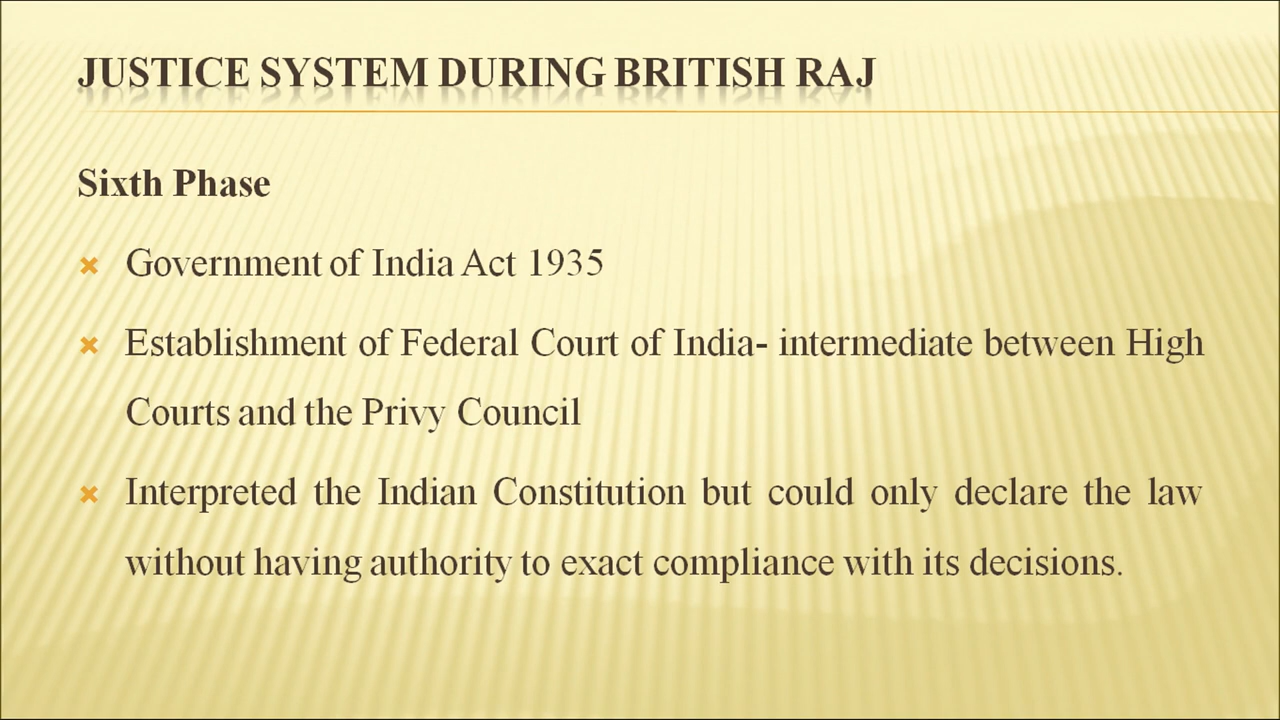 JUSTICE SYSTEM DURING BRITISH RAJ
Sixth Phase
Government of India Act 1935
Establishment of Federal Court of India- intermediate between High
Courts and the Privy Council
Interpreted the Indian Constitution but could only declare the law
without having authority to exact compliance with its decisions.